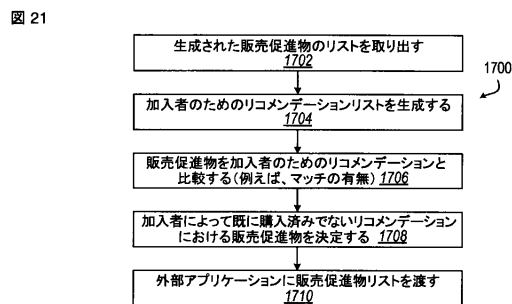 図 21
生成された販売促進物のリストを取り出す
1702
1700
加入者のためのリコメンデーションリストを生成する
1704
販売促進物を加入者のためのリコメンデーションと
比較する(例えば、マッチの有無) 1706
加入者によって既に購入済みでないリコメンデーション
における販売促進物を決定する 1708
外部アプリケーションに販売促進物リストを渡す
1710